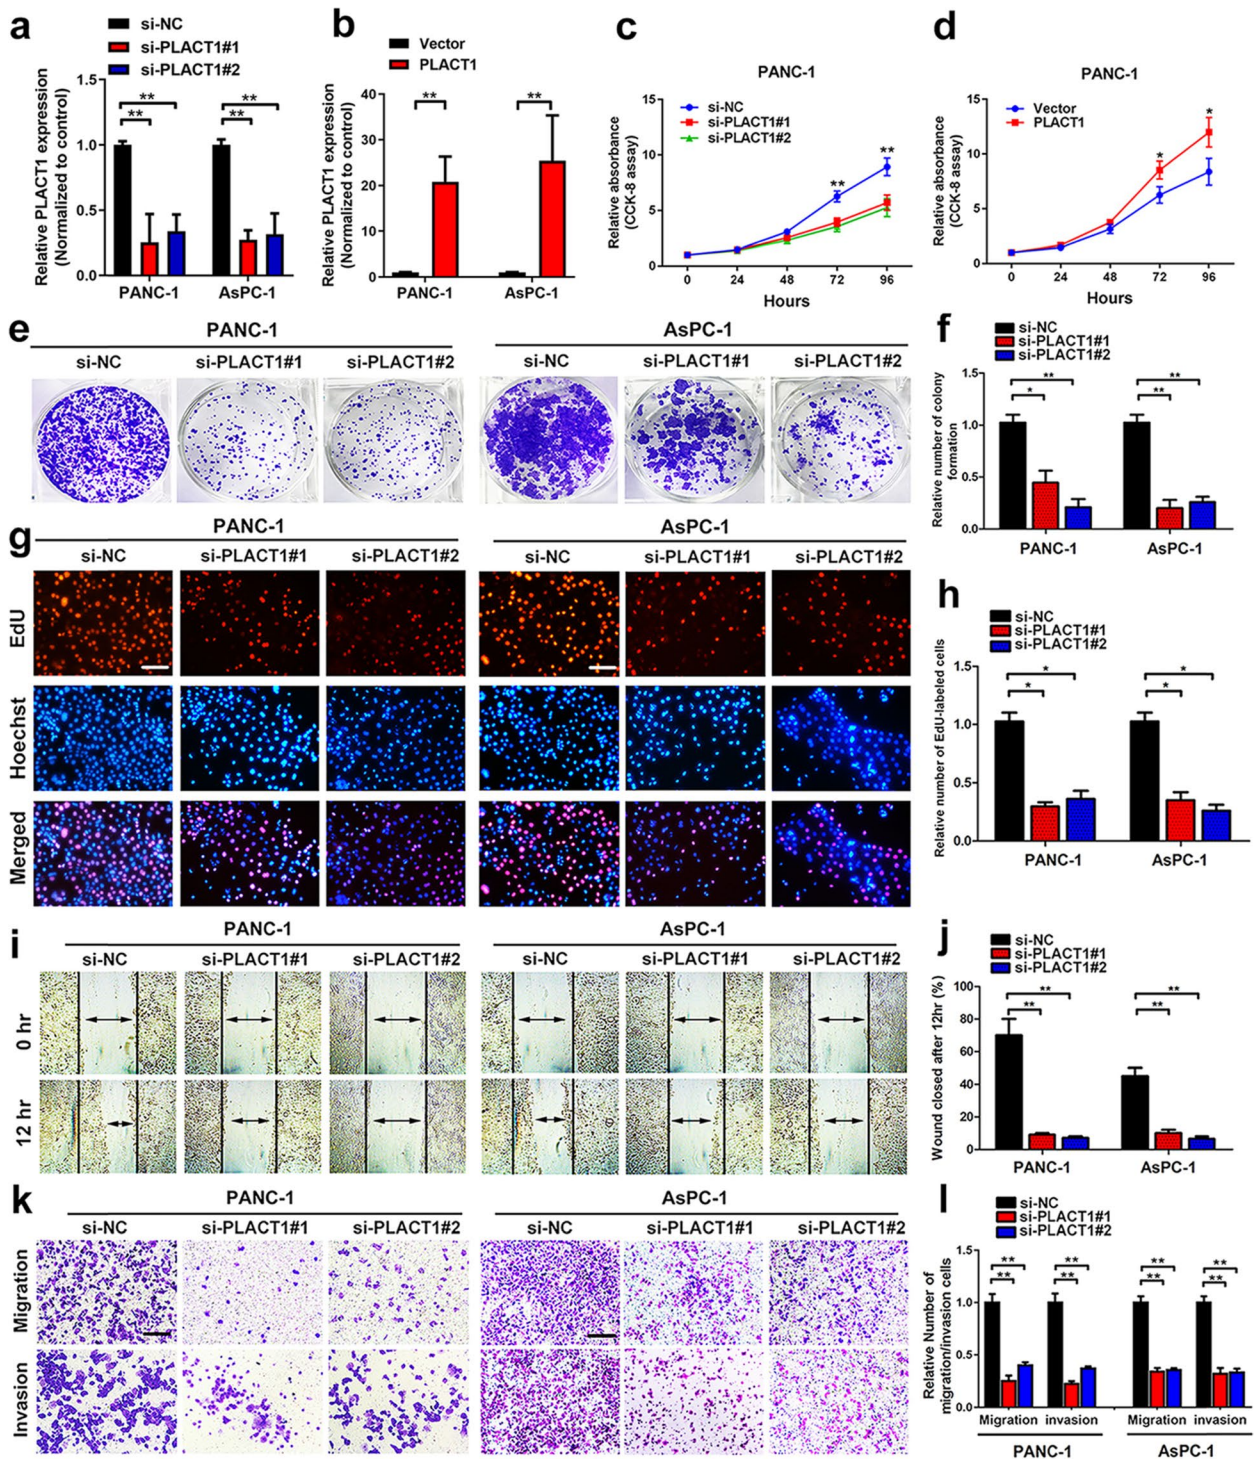 a
si-NC
si-PLACT1#1
si-PLACT1#2
Relative PLACT1 expression
(Normalized to control)
1.5
1.0
0.5
0.0
**
**
**
**
PANC-1
AsPC-1
b
Vector
PLACT1
Relative PLACT1 expression
(Normalized to control)
40
30
20
10
0
**
**
PANC-1
AsPC-1
c
PANC-1
si-NC
si-PLACT1#1
si-PLACT1#2
Relative absorbance
(CCK-8 assay)
15
10
5
0
**
**
0 24 48 72 96
Hours
d
PANC-1
Vector
PLACT1
Relative absorbance
(CCK-8 assay)
15
10
5
0
*
*
0 24 48 72 96
Hours
e
PANC-1
AsPC-1
si-NC si-PLACT1#1 si-PLACT1#2 si-NC si-PLACT1#1 si-PLACT1#2
f
si-NC
si-PLACT1#1
si-PLACT1#2
Relative number of colony
formation
1.5
1.0
0.5
0.0
**
*
**
**
PANC-1
AsPC-1
g
PANC-1
AsPC-1
si-NC si-PLACT1#1 si-PLACT1#2 si-NC si-PLACT1#1 si-PLACT1#2
EdU
Hoechst
Merged
h
si-NC
si-PLACT1#1
si-PLACT1#2
Relative number of EdU-labeled cells
1.5
1.0
0.5
0.0
*
*
*
*
PANC-1
AsPC-1
i
PANC-1
AsPC-1
si-NC si-PLACT1#1 si-PLACT1#2 si-NC si-PLACT1#1 si-PLACT1#2
0 hr
12 hr
j
si-NC
si-PLACT1#1
si-PLACT1#2
Wound closed after 12hr (%)
100
80
60
40
20
0
**
**
**
**
PANC-1
AsPC-1
k
PANC-1
AsPC-1
si-NC si-PLACT1#1 si-PLACT1#2 si-NC si-PLACT1#1 si-PLACT1#2
Migration
Invasion
l
si-NC
si-PLACT1#1
si-PLACT1#2
Relative Number of
migration/invasion cells
1.5
1.0
0.5
0.0
** ** ** **
** ** ** **
Migration invasion Migration invasion
PANC-1
AsPC-1